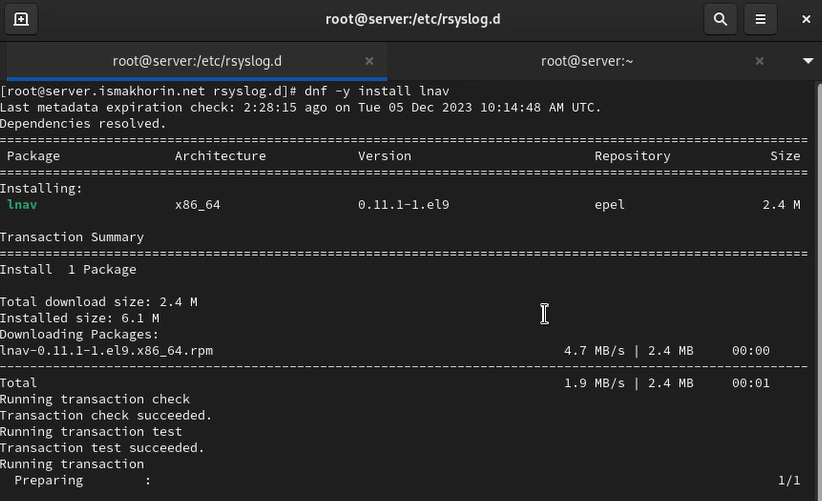 root@server:/etc/rsyslog.d
root@server:/etc/rsyslog.d
root@server:~
[root@server.ismakhorin.net rsyslog.d]# dnf -y install lnav
Last metadata expiration check: 2:28:15 ago on Tue 05 Dec 2023 10:14:48 AM UTC.
Dependencies resolved.
================================================================================
Package Architecture Version Repository Size
================================================================================
Installing:
lnav x86_64 0.11.1-1.el9 epel 2.4 M
Transaction Summary
================================================================================
Install 1 Package
Total download size: 2.4 M
Installed size: 6.1 M
Downloading Packages:
lnav-0.11.1-1.el9.x86_64.rpm 4.7 MB/s | 2.4 MB 00:00
--------------------------------------------------------------------------------
Total 1.9 MB/s | 2.4 MB 00:01
Running transaction check
Transaction check succeeded.
Running transaction test
Transaction test succeeded.
Running transaction
Preparing : 1/1